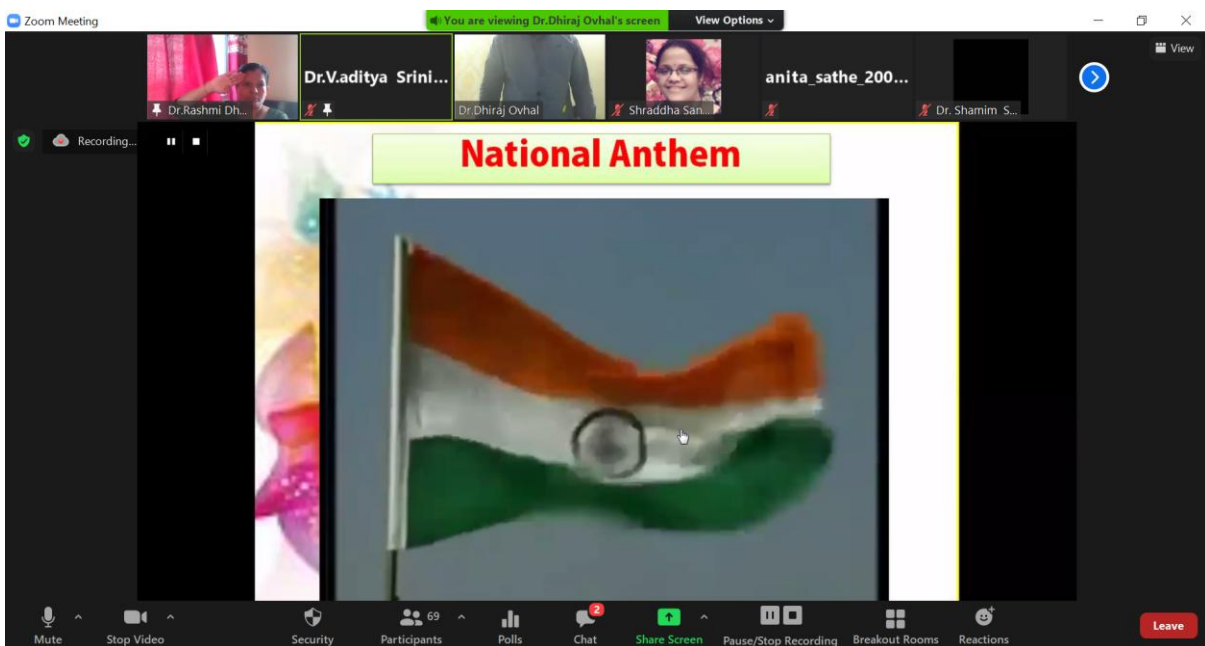 Zoom Meeting
You are viewing Dr.Dhiraj Ovhal's screen
View Options
View
Dr.Rashmi Dh...
Dr.V.aditya Srini...
Dr.Dhiraj Ovhal
Shraddha San...
anita_sathe_200...
Dr. Shamim S...
Recording...
National Anthem
Mute
Stop Video
Security
69
Participants
Polls
2
Chat
Share Screen
Pause/Stop Recording
Breakout Rooms
Reactions
Leave